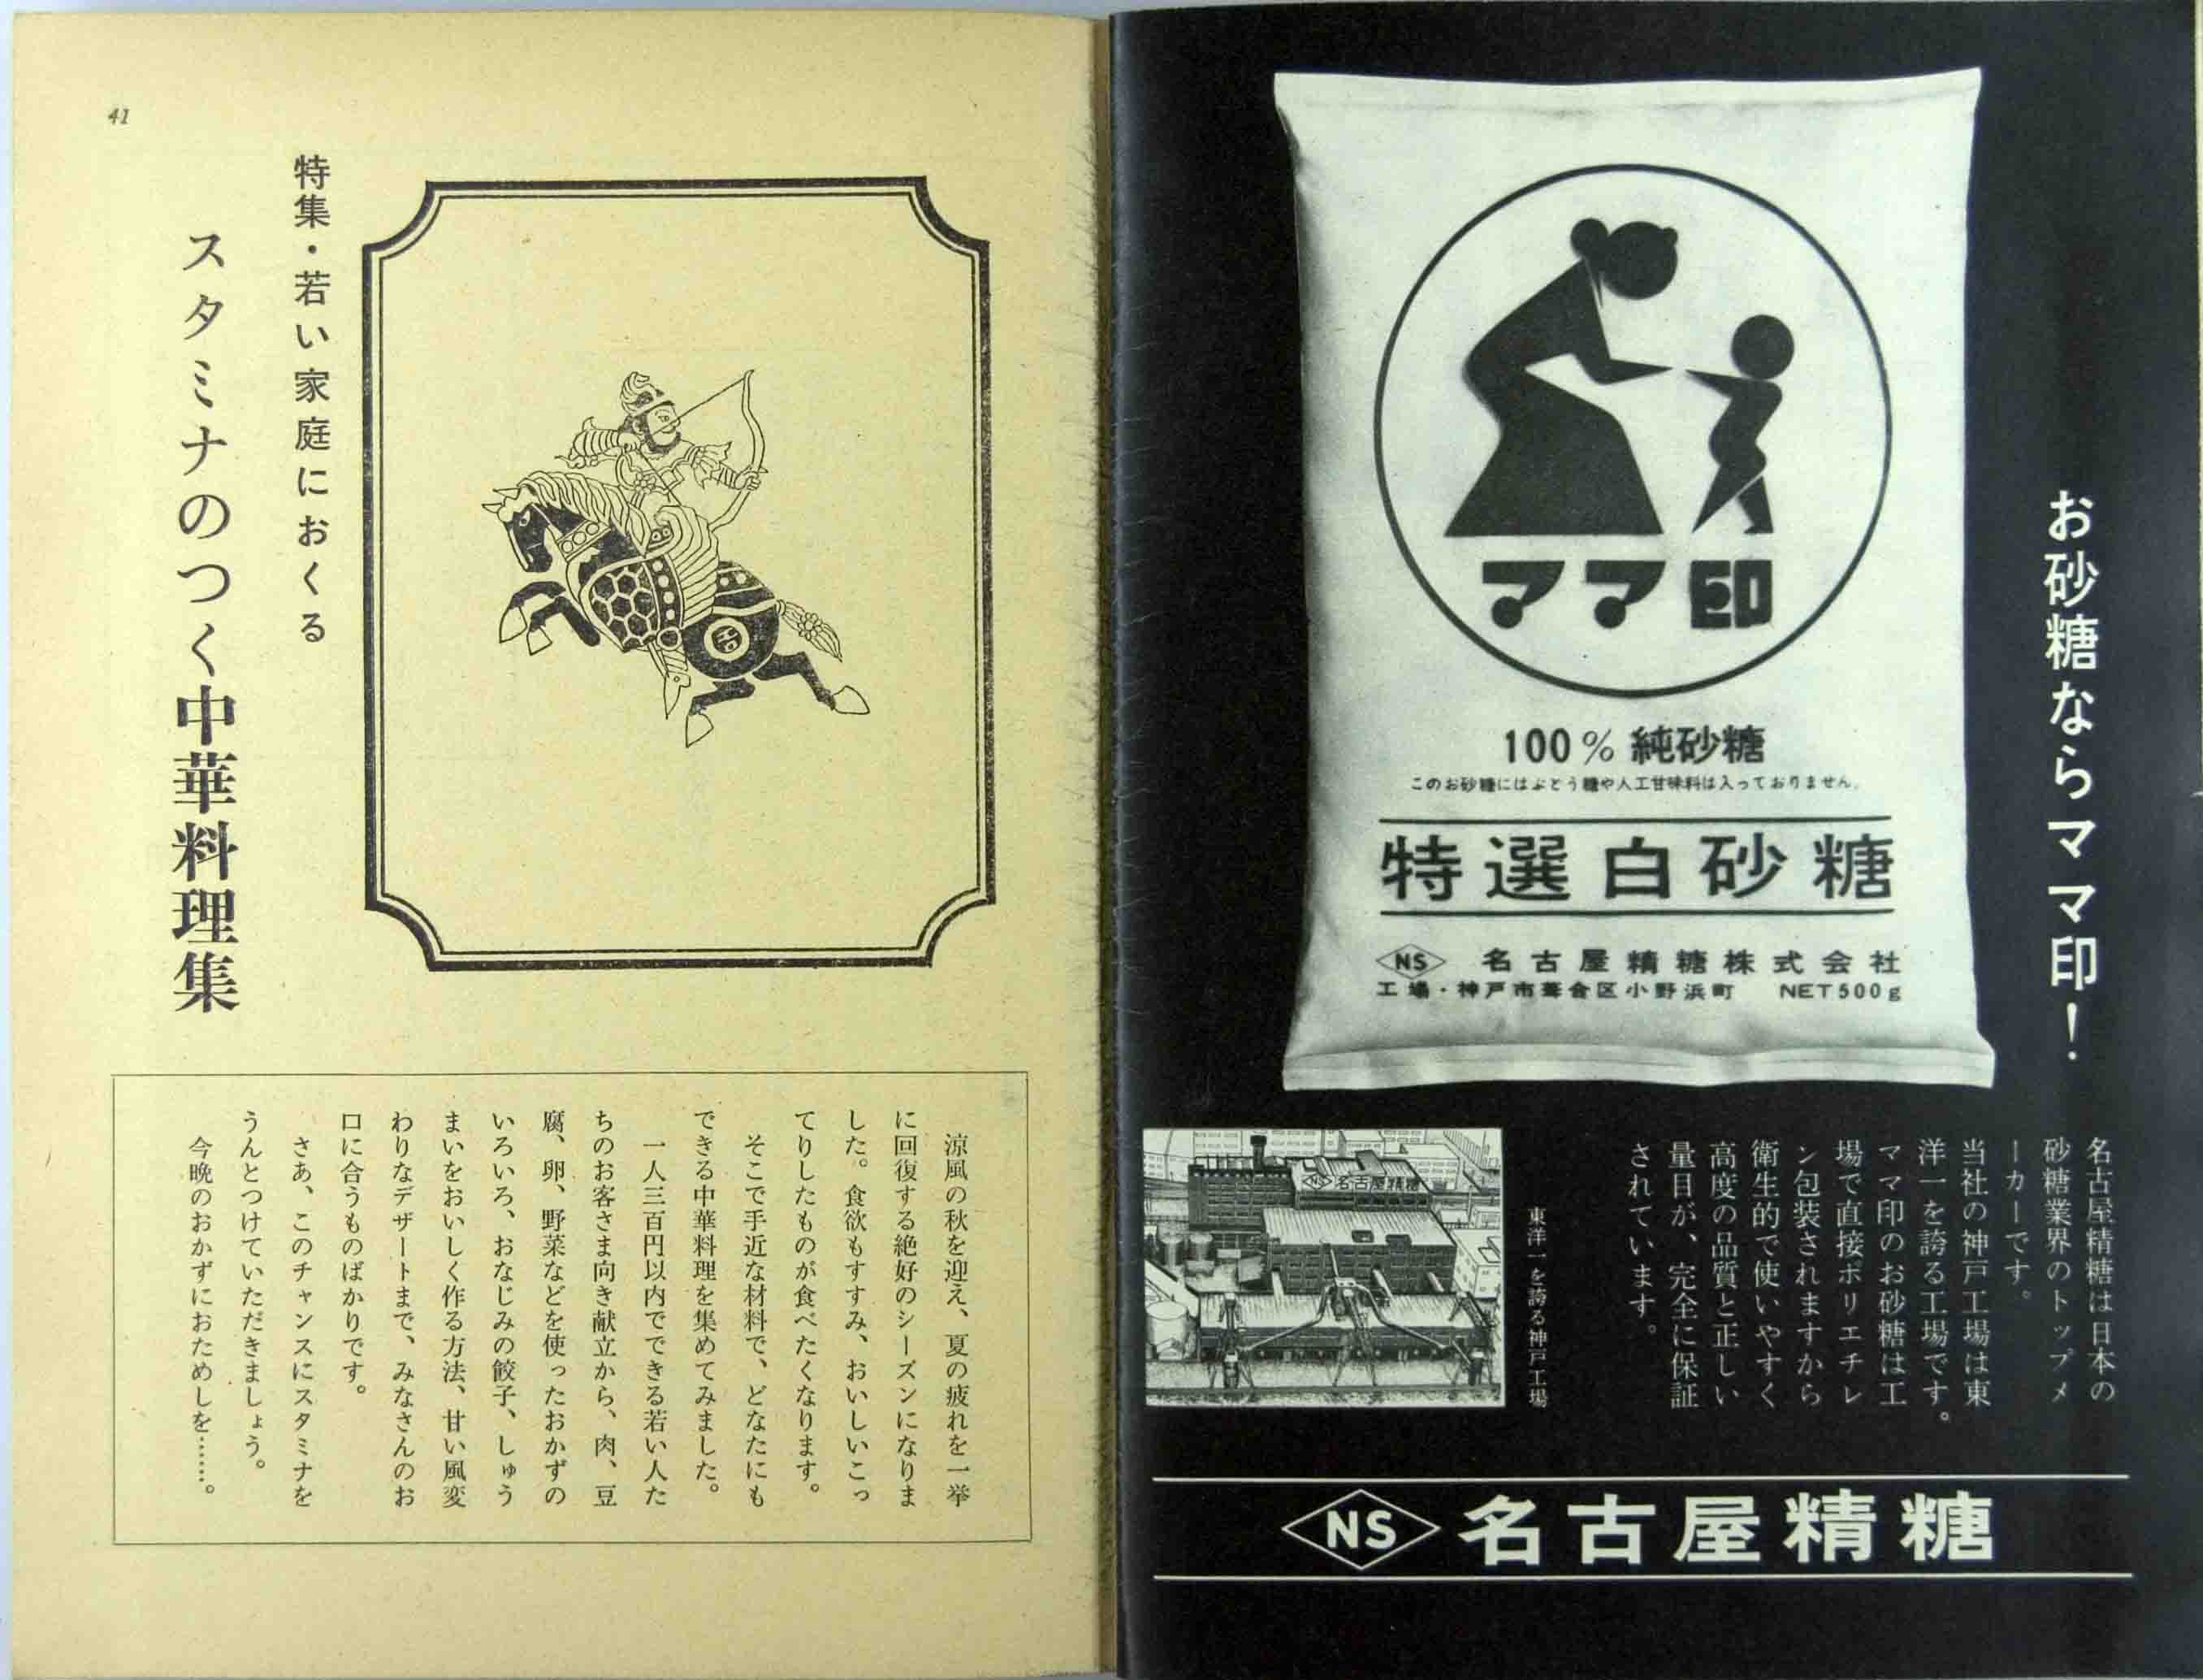 お砂糖ならママ印！
ママ印
100% 純砂糖
このお砂糖にはぶどう糖や人工甘味料は入っておりません。
特選白砂糖
NS 名古屋精糖株式会社
工場・神戸市葺合区小野浜町 NET 500g
名古屋精糖は日本の
砂糖業界のトップメ
ーカーです。
当社の神戸工場は東
洋一を誇る工場です。
ママ印のお砂糖は工
場で直接ポリエチレ
ン包装されますから
衛生的で使いやすく
高度の品質と正しい
量目が、完全に保証
されています。
東洋一を誇る神戸工場
NS 名古屋精糖
NS 名古屋精糖
特集・若い家庭におくる
スタミナのつく中華料理集
涼風の秋を迎え、夏の疲れを一挙
に回復する絶好のシーズンになりま
した。食欲もすすみ、おいしいこっ
てりしたものが食べたくなります。
そこで手近な材料で、どなたにも
できる中華料理を集めてみました。
一人三百円以内でできる若い人た
ちのお客さま向き献立から、肉、豆
腐、卵、野菜などを使ったおかずの
いろいろ、おなじみの餃子、しゅう
まいをおいしく作る方法、甘い風変
わりなデザートまで、みなさんのお
口に合うものばかりです。
さあ、このチャンスにスタミナを
うんとつけていただきましょう。
今晩のおかずにおためしを……。
41